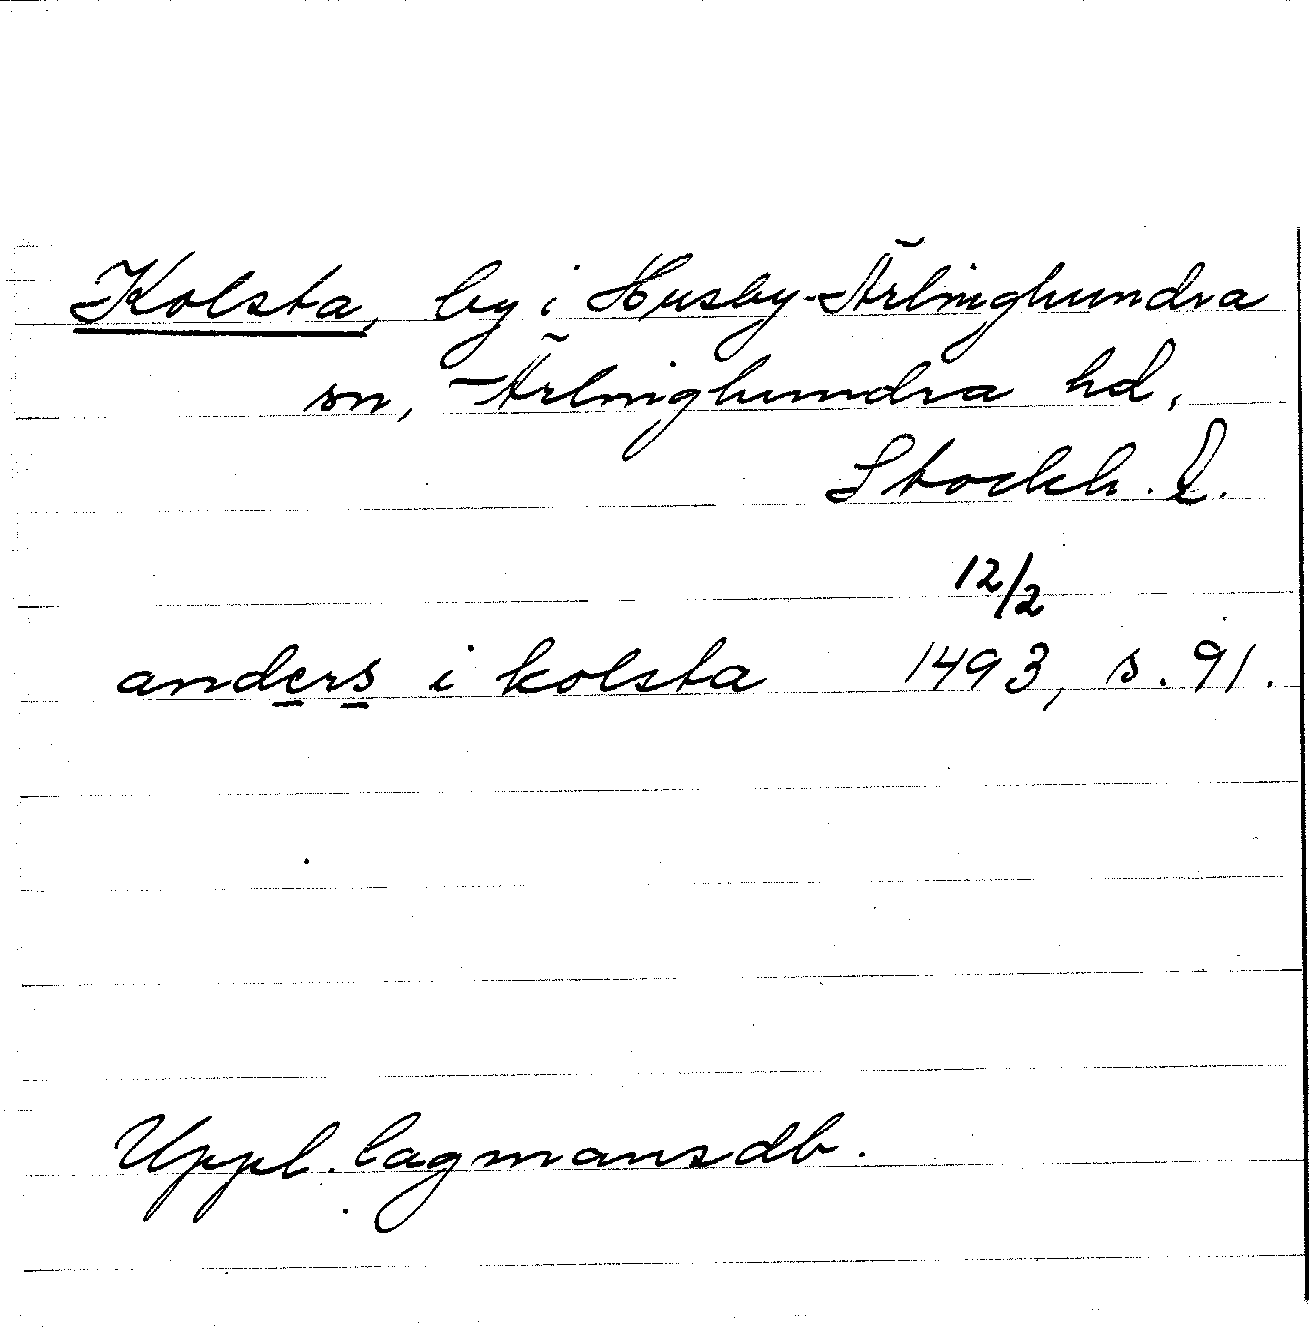 Kolsta, by i Husby-Ärlinghundra
sn, Ärlinghundra hd,
Stockh. l.
12/2
anders i kolsta 1493, s. 91.
Uppl. lagmansdb.